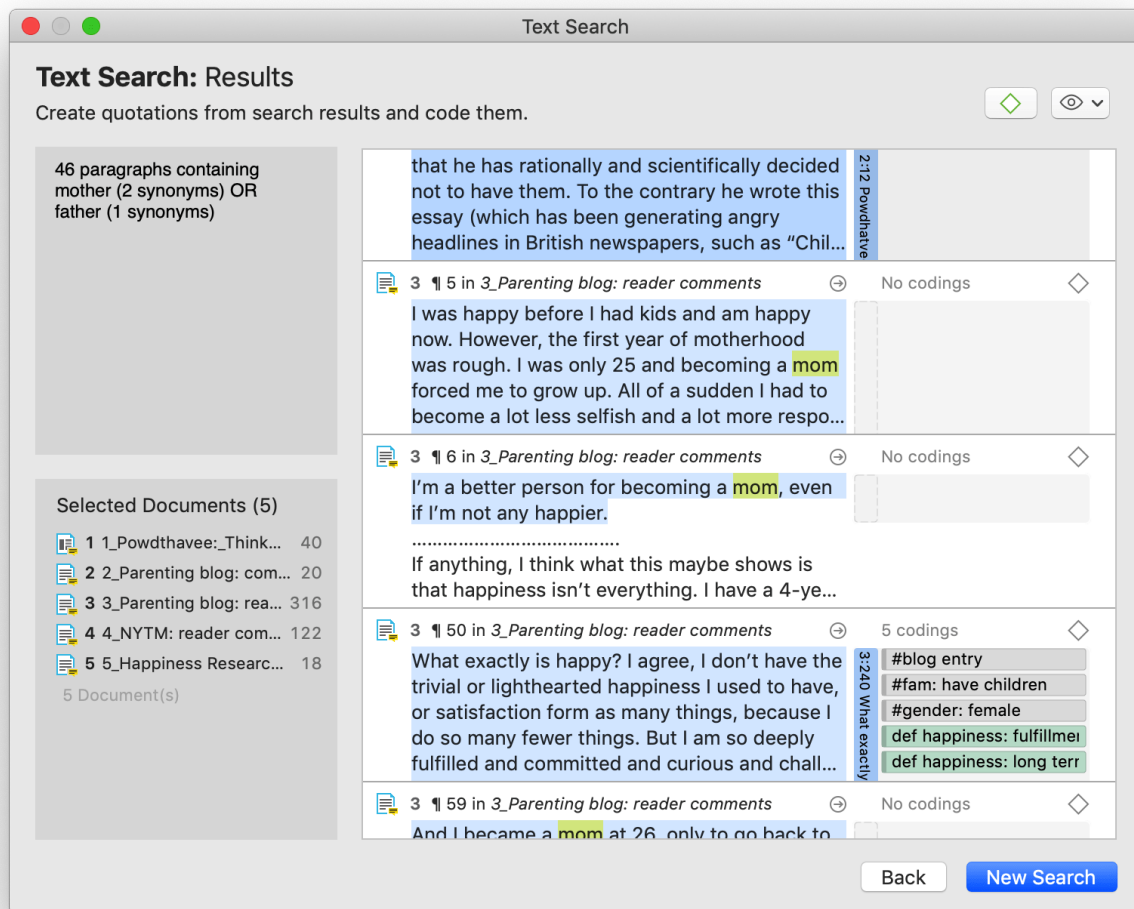 Text Search
Text Search: Results
Create quotations from search results and code them.
46 paragraphs containing
mother (2 synonyms) OR
father (1 synonyms)
Selected Documents (5)
1 1_Powdthavee:_Think... 40
2 2_Parenting blog: com... 20
3 3_Parenting blog: rea... 316
4 4_NYTM: reader com... 122
5 5_Happiness Researc... 18
5 Document(s)
that he has rationally and scientifically decided
not to have them. To the contrary he wrote this
essay (which has been generating angry
headlines in British newspapers, such as “Chil...
2:12 Powdhatve
3 ¶ 5 in 3_Parenting blog: reader comments
No codings
I was happy before I had kids and am happy
now. However, the first year of motherhood
was rough. I was only 25 and becoming a mom
forced me to grow up. All of a sudden I had to
become a lot less selfish and a lot more respo...
3 ¶ 6 in 3_Parenting blog: reader comments
No codings
I’m a better person for becoming a mom, even
if I’m not any happier.
........................................
If anything, I think what this maybe shows is
that happiness isn’t everything. I have a 4-ye...
3 ¶ 50 in 3_Parenting blog: reader comments
5 codings
What exactly is happy? I agree, I don’t have the
trivial or lighthearted happiness I used to have,
or satisfaction form as many things, because I
do so many fewer things. But I am so deeply
fulfilled and committed and curious and chall...
3:240 What exactly
#blog entry
#fam: have children
#gender: female
def happiness: fulfillmen
def happiness: long terr
3 ¶ 59 in 3_Parenting blog: reader comments
No codings
And I became a mom at 26, only to go back to
Back
New Search